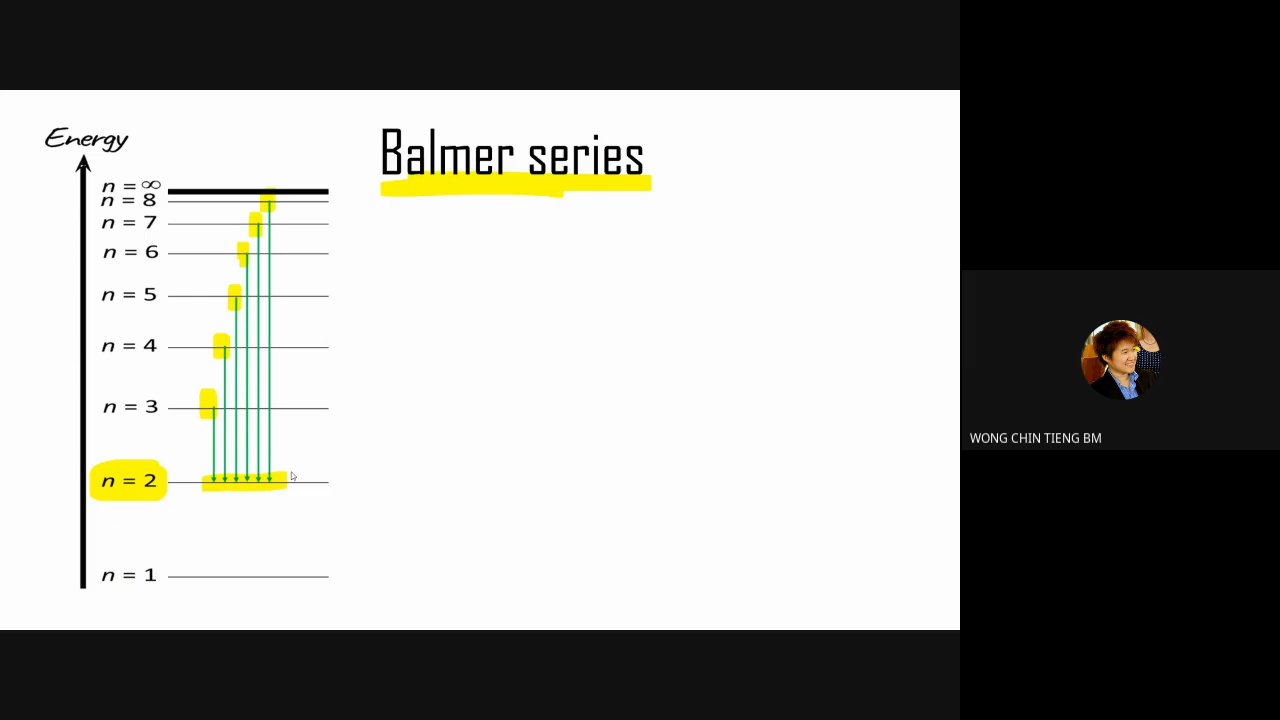 Energy
Balmer series
n = ∞
n = 8
n = 7
n = 6
n = 5
n = 4
n = 3
n = 2
n = 1
WONG CHIN TIENG BM